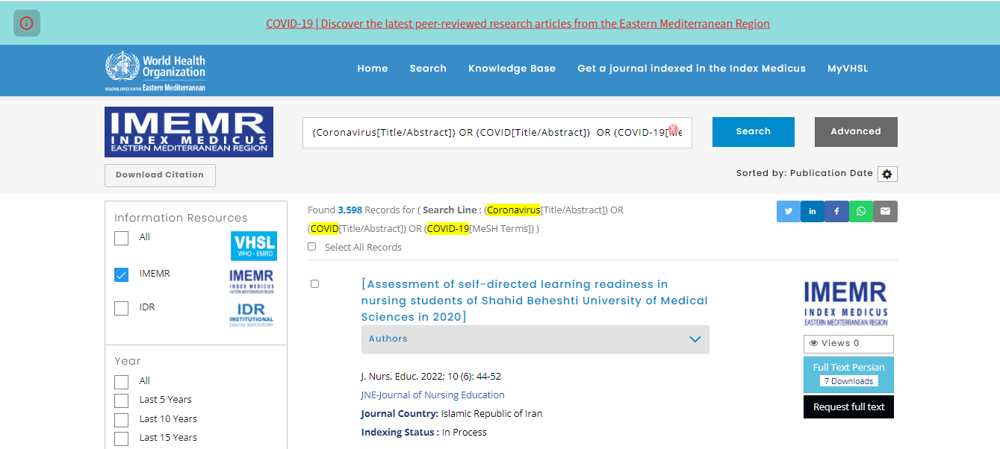 COVID-19 | Discover the latest peer-reviewed research articles from the Eastern Mediterranean Region
World Health
Organization
REGIONAL OFFICE FOR THE Eastern Mediterranean
Home
Search
Knowledge Base
Get a journal indexed in the Index Medicus
MyVHSL
IMEMR
INDEX MEDICUS
EASTERN MEDITERRANEAN REGION
(Coronavirus[Title/Abstract]) OR (COVID[Title/Abstract])  OR (COVID-19[Me
X
Search
Advanced
Download Citation
Sorted by: Publication Date
Information Resources
All
VHSL
WHO - EMRO
IMEMR
IMEMR
INDEX MEDICUS
EASTERN MEDITERRANEAN REGION
IDR
IDR
INSTITUTIONAL
DIGITAL REPOSITORY
Year
All
Last 5 Years
Last 10 Years
Last 15 Years
Found 3,598 Records for ( Search Line : (Coronavirus[Title/Abstract]) OR
(COVID[Title/Abstract]) OR (COVID-19[MeSH Terms]) )
in
f
Select All Records
[Assessment of self-directed learning readiness in
nursing students of Shahid Beheshti University of Medical
Sciences in 2020]
Authors
J. Nurs. Educ. 2022; 10 (6): 44-52
JNE-Journal of Nursing Education
Journal Country: Islamic Republic of Iran
Indexing Status : In Process
IMEMR
INDEX MEDICUS
EASTERN MEDITERRANEAN REGION
Views 0
Full Text Persian
7 Downloads
Request full text